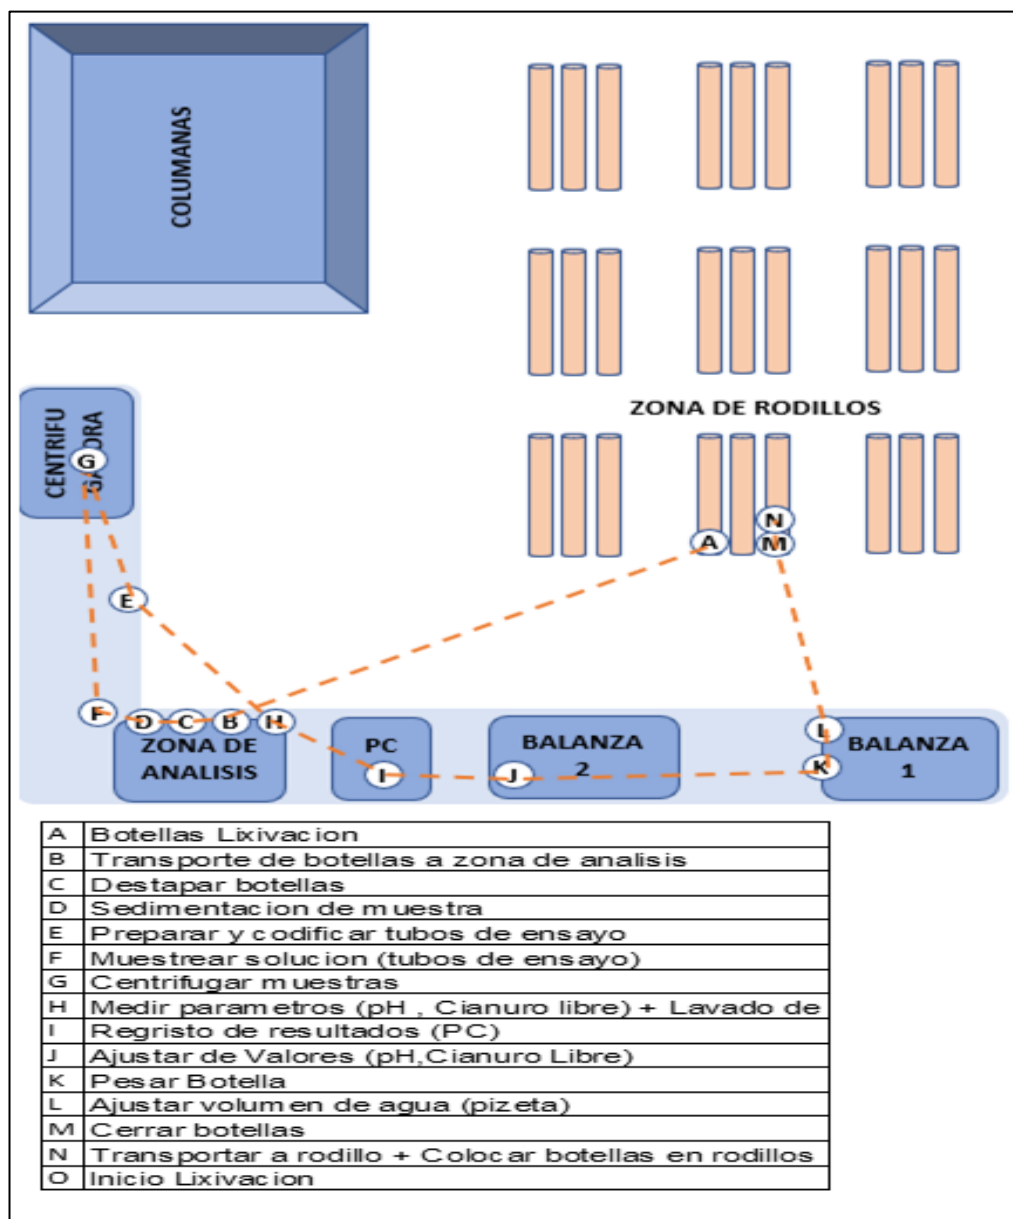 COLUMANAS
ZONA DE RODILLOS
CENTRIFU
GADORA
G
A
N
M
E
F
D
C
B
H
L
ZONA DE
ANALISIS
PC
I
BALANZA
2
J
K
BALANZA
1
A Botellas Lixivacion
B Transporte de botellas a zona de analisis
C Destapar botellas
D Sedimentacion de muestra
E Preparar y codificar tubos de ensayo
F Muestrear solucion (tubos de ensayo)
G Centrifugar muestras
H Medir parametros (pH , Cianuro libre) + Lavado de
I Regristo de resultados (PC)
J Ajustar de Valores (pH,Cianuro Libre)
K Pesar Botella
L Ajustar volumen de agua (pizeta)
M Cerrar botellas
N Transportar a rodillo + Colocar botellas en rodillos
O Inicio Lixivacion